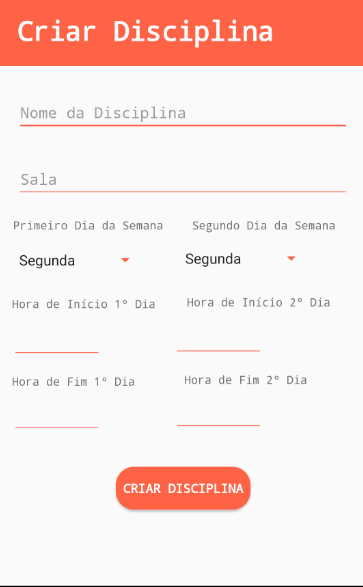 Criar Disciplina
Nome da Disciplina
Sala
Primeiro Dia da Semana
Segundo Dia da Semana
Segunda
Segunda
Hora de Início 1º Dia
Hora de Início 2º Dia
Hora de Fim 1º Dia
Hora de Fim 2º Dia
CRIAR DISCIPLINA